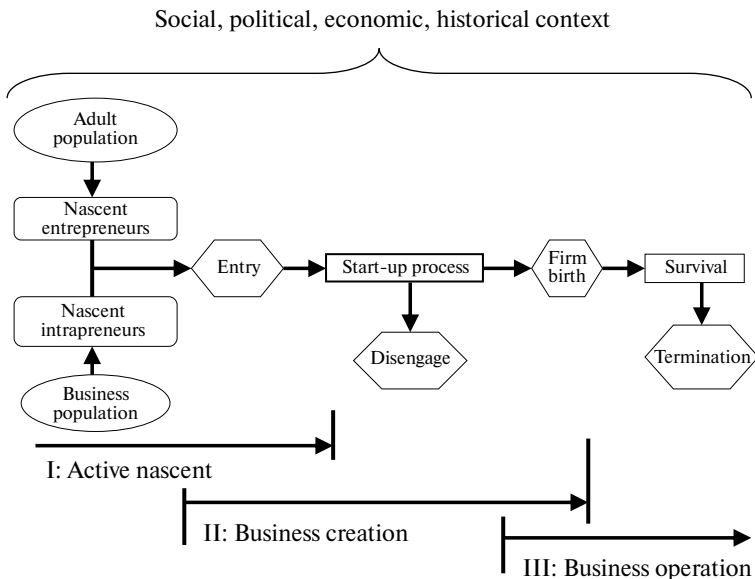 Social, political, economic, historical context
Adult
population
Nascent
entrepreneurs
Entry
Start-up process
Firm
birth
Survival
Nascent
intrapreneurs
Disengage
Termination
Business
population
I: Active nascent
II: Business creation
III: Business operation